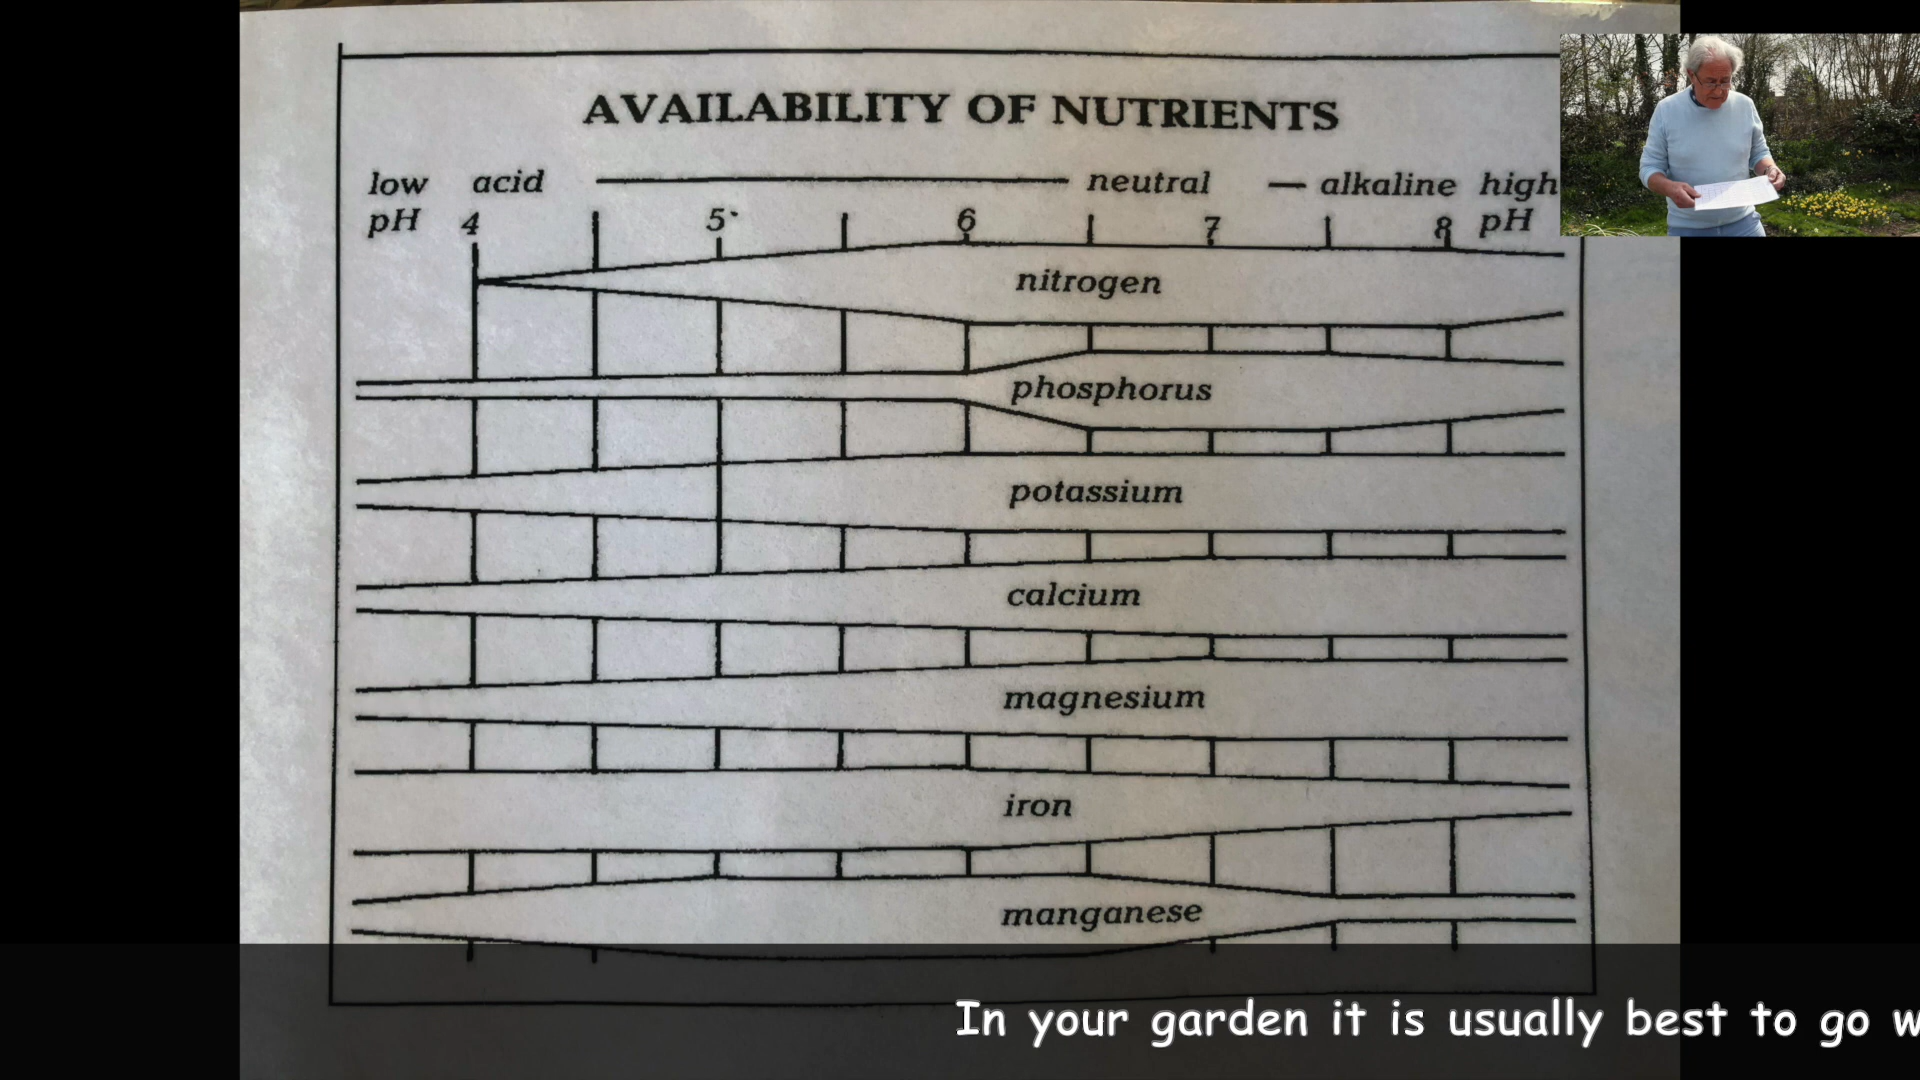 AVAILABILITY OF NUTRIENTS
low acid neutral alkaline high
pH 4 5 6 7 8 pH
nitrogen
phosphorus
potassium
calcium
magnesium
iron
manganese
In your garden it is usually best to go